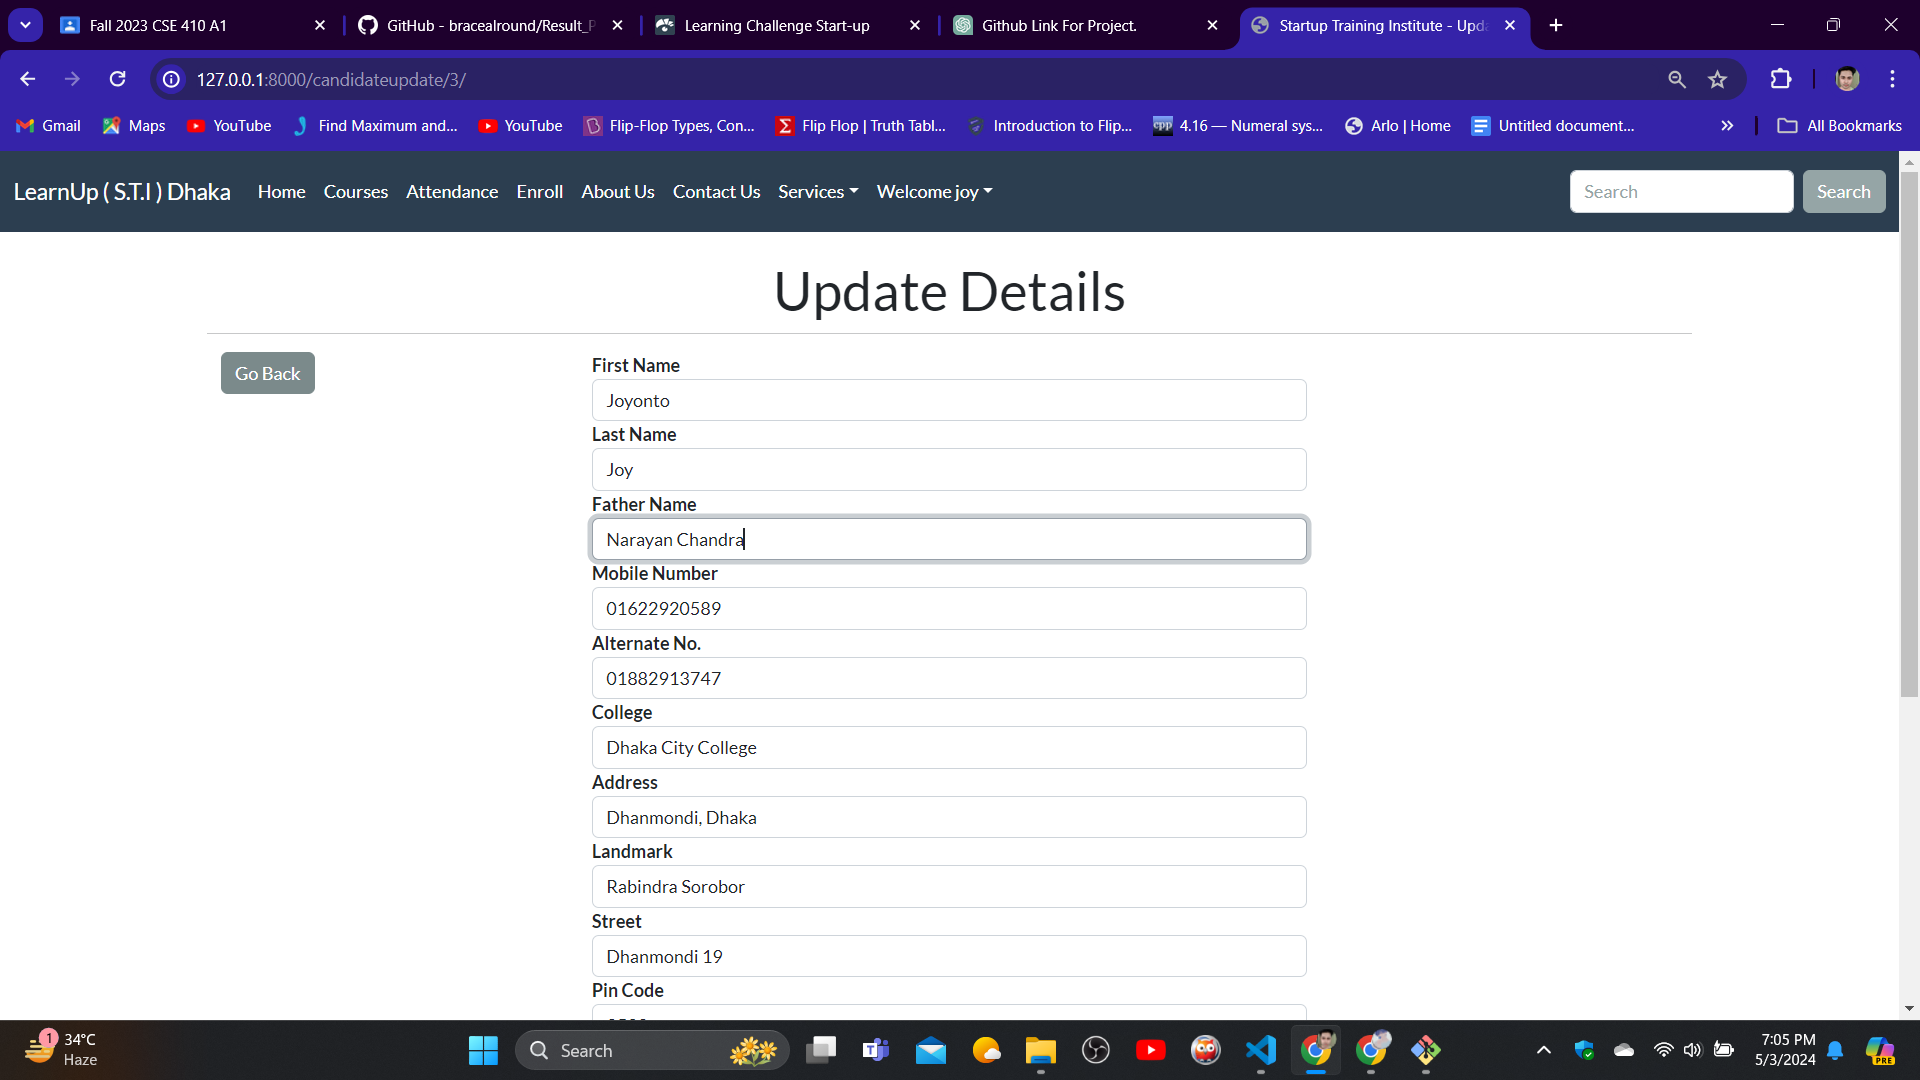 Fall 2023 CSE 410 A1
GitHub - bracealround/Result_P
Learning Challenge Start-up
Github Link For Project.
Startup Training Institute - Upda
127.0.0.1:8000/candidateupdate/3/
Gmail
Maps
YouTube
Find Maximum and...
YouTube
Flip-Flop Types, Con...
Flip Flop | Truth Tabl...
Introduction to Flip...
4.16 — Numeral sys...
Arlo | Home
Untitled document...
All Bookmarks
LearnUp ( S.T.I ) Dhaka
Home
Courses
Attendance
Enroll
About Us
Contact Us
Services
Welcome joy
Search
Search
Update Details
Go Back
First Name
Joyonto
Last Name
Joy
Father Name
Narayan Chandra
Mobile Number
01622920589
Alternate No.
01882913747
College
Dhaka City College
Address
Dhanmondi, Dhaka
Landmark
Rabindra Sorobor
Street
Dhanmondi 19
Pin Code
1
34°C
Haze
Search
7:05 PM
5/3/2024
PRE